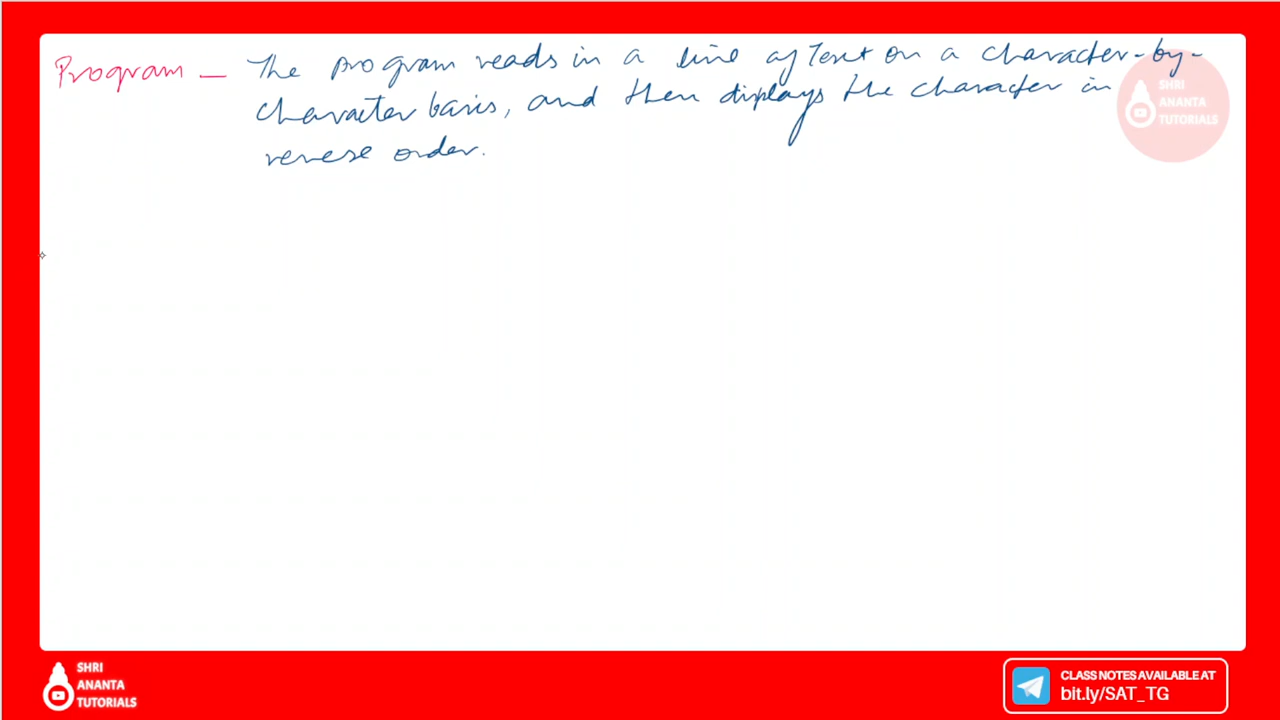 Program — The program reads in a line of Text on a character-by-
character basis, and then displays the character in
reverse order.
SHRI
ANANTA
TUTORIALS
SHRI
ANANTA
TUTORIALS
CLASS NOTES AVAILABLE AT
bit.ly/SAT_TG